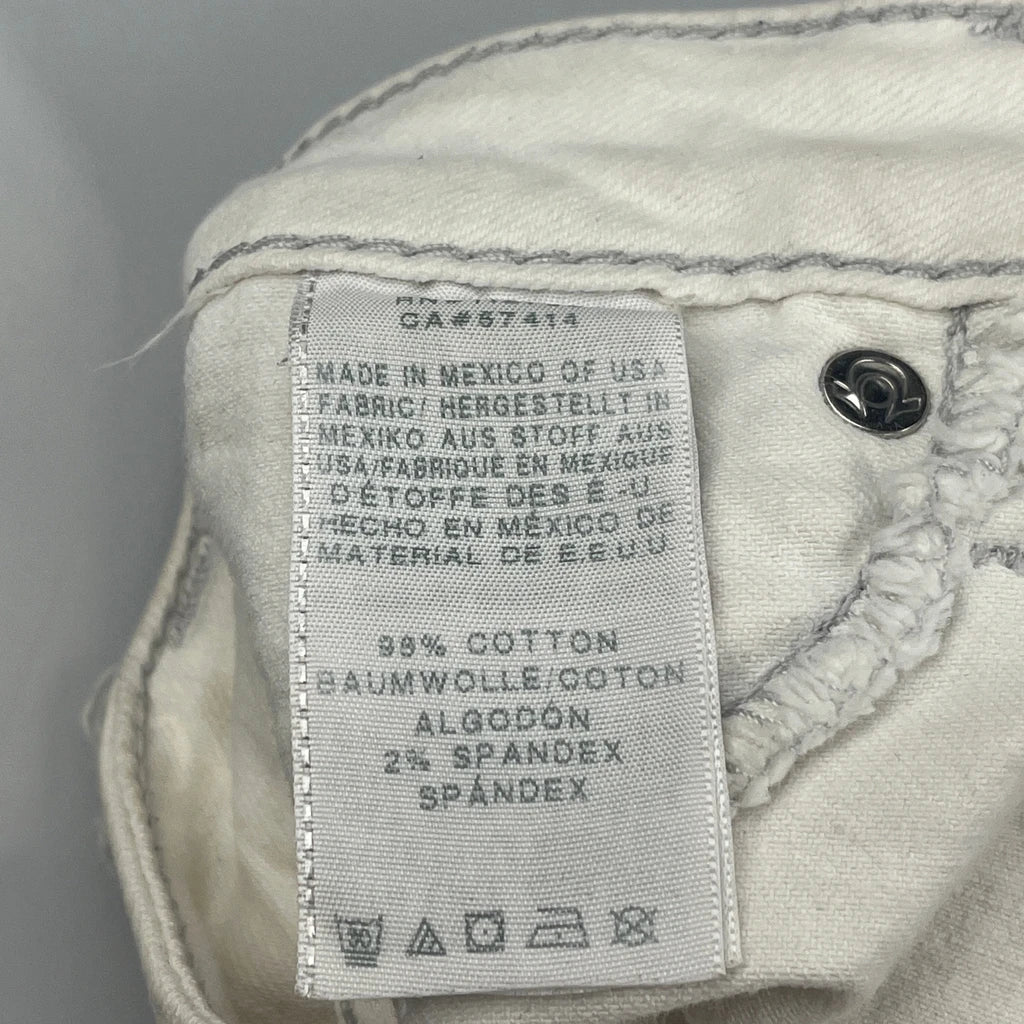 CA#57414
MADE IN MEXICO OF USA
FABRIC/ HERGESTELLT IN
MEXIKO AUS STOFF AUS
USA/FABRIQUE EN MEXIQUE
D'ÉTOFFE DES É-U.
HECHO EN MÉXICO DE
MATERIAL DE E.E.U.U.
98% COTTON
BAUMWOLLE/COTON
ALGODÓN
2% SPANDEX
SPÁNDEX
30